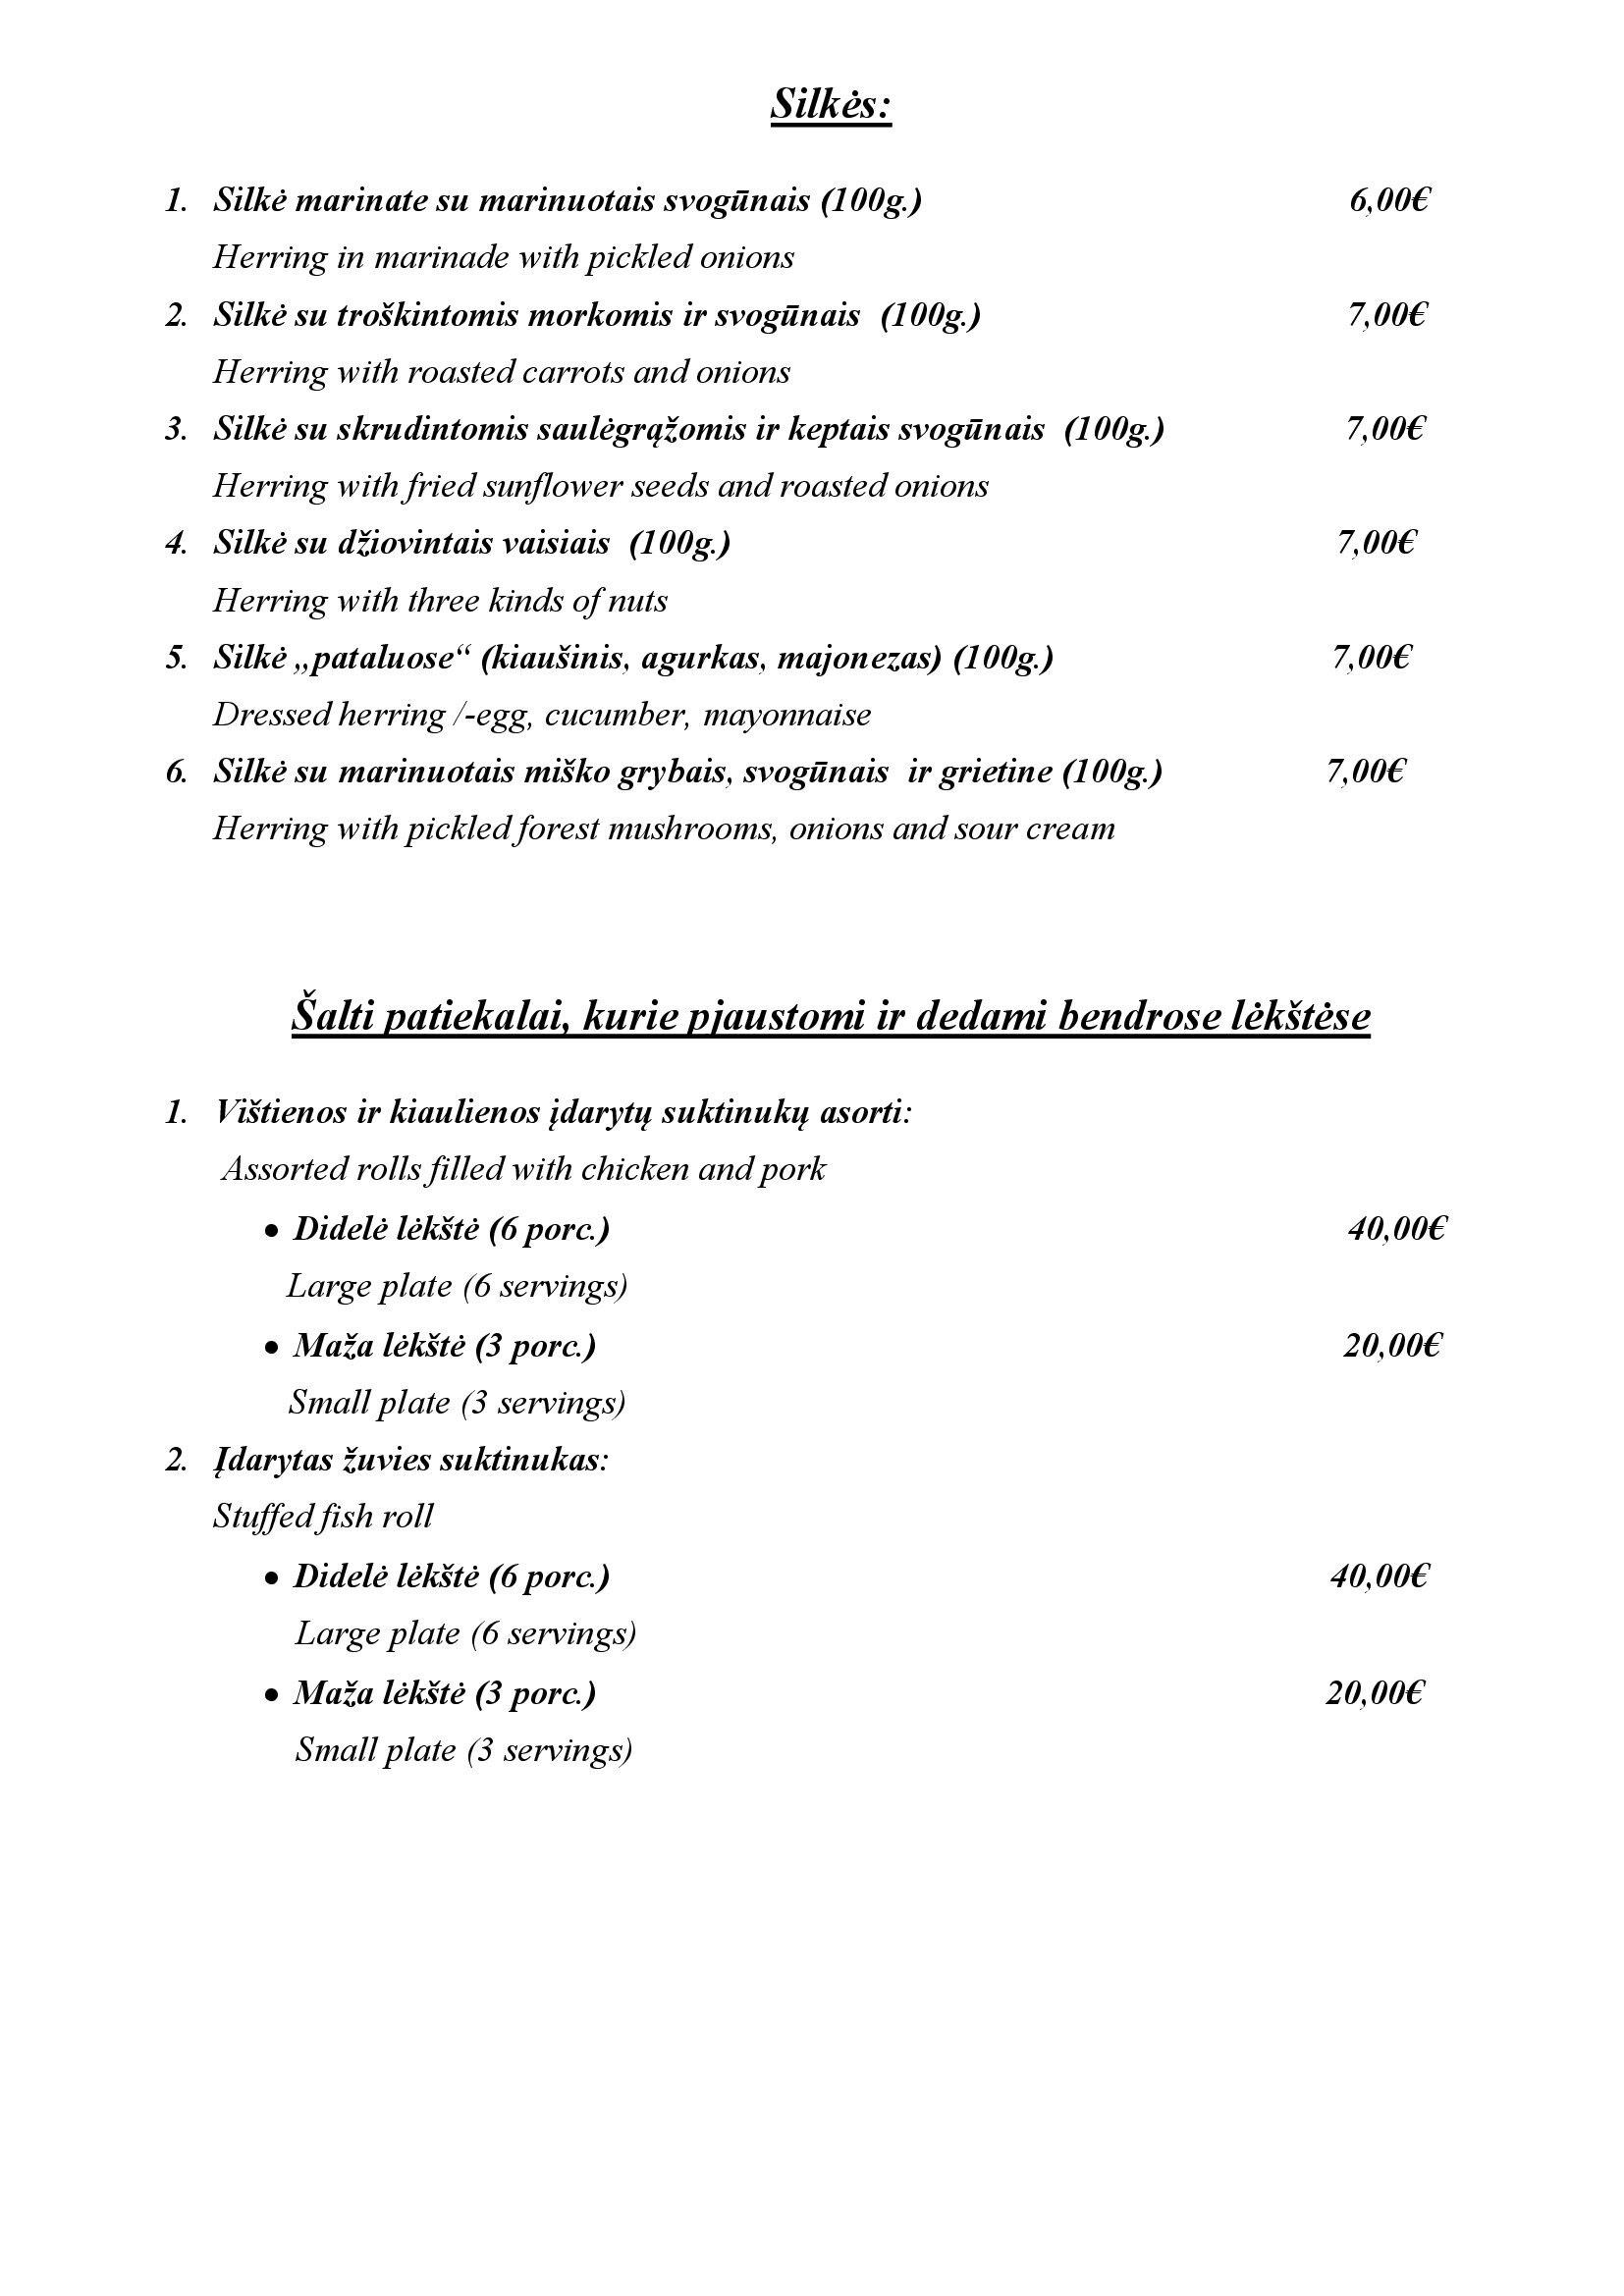 Silkės:
1. Silkė marinate su marinuotais svogūnais (100g.) 6,00€
Herring in marinade with pickled onions
2. Silkė su troškintomis morkomis ir svogūnais (100g.) 7,00€
Herring with roasted carrots and onions
3. Silkė su skrudintomis saulėgrąžomis ir keptais svogūnais (100g.) 7,00€
Herring with fried sunflower seeds and roasted onions
4. Silkė su džiovintais vaisiais (100g.) 7,00€
Herring with three kinds of nuts
5. Silkė „pataluose“ (kiaušinis, agurkas, majonezas) (100g.) 7,00€
Dressed herring /-egg, cucumber, mayonnaise
6. Silkė su marinuotais miško grybais, svogūnais ir grietine (100g.) 7,00€
Herring with pickled forest mushrooms, onions and sour cream
Šalti patiekalai, kurie pjaustomi ir dedami bendrose lėkštėse
1. Vištienos ir kiaulienos įdarytų suktinukų asorti:
Assorted rolls filled with chicken and pork
• Didelė lėkštė (6 porc.) 40,00€
Large plate (6 servings)
• Maža lėkštė (3 porc.) 20,00€
Small plate (3 servings)
2. Įdarytas žuvies suktinukas:
Stuffed fish roll
• Didelė lėkštė (6 porc.) 40,00€
Large plate (6 servings)
• Maža lėkštė (3 porc.) 20,00€
Small plate (3 servings)